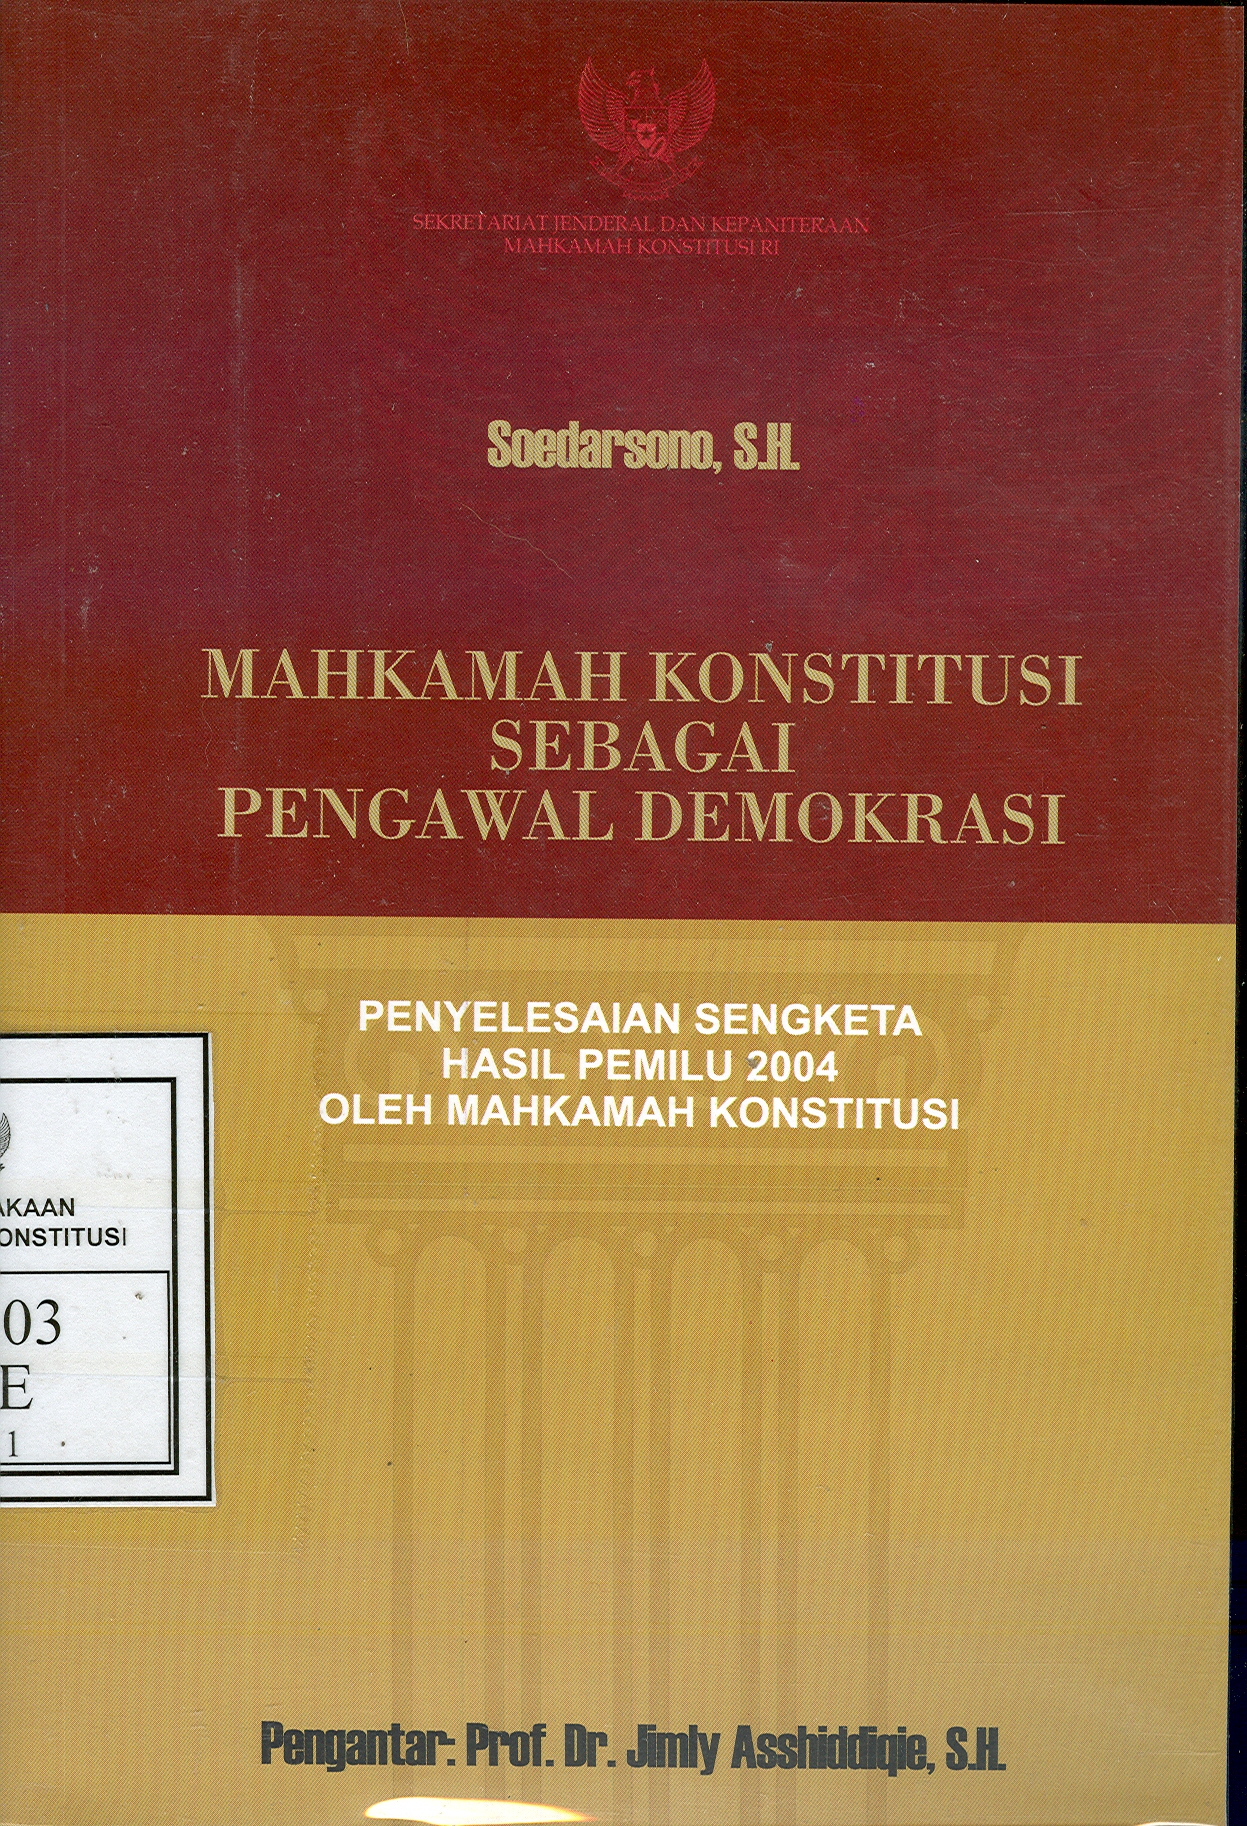 SEKRETARIAT JENDERAL DAN KEPANITERAAN
MAHKAMAH KONSTITUSI RI
Soedarsono, S.H.
MAHKAMAH KONSTITUSI
SEBAGAI
PENGAWAL DEMOKRASI
PENYELESAIAN SENGKETA
HASIL PEMILU 2004
OLEH MAHKAMAH KONSTITUSI
AKAAN
ONSTITUSI
03
E
1
Pengantar: Prof. Dr. Jimly Asshiddiqie, S.H.